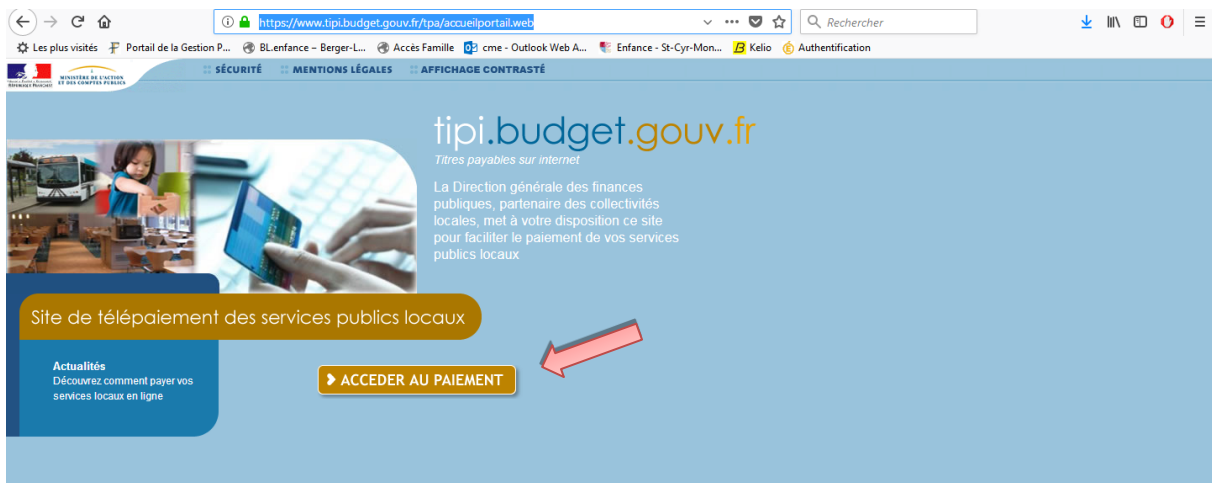 https://www.tipi.budget.gouv.fr/tpa/accueilportail.web
Rechercher
Les plus visités Portail de la Gestion P... BL.enfance – Berger-L... Accès Famille cme - Outlook Web A... Enfance - St-Cyr-Mon... Kelio Authentification
MINISTÈRE DE L'ACTION
ET DES COMPTES PUBLICS
RÉPUBLIQUE FRANÇAISE
SÉCURITÉ MENTIONS LÉGALES AFFICHAGE CONTRASTÉ
tipi.budget.gouv.fr
Titres payables sur internet
La Direction générale des finances
publiques, partenaire des collectivités
locales, met à votre disposition ce site
pour faciliter le paiement de vos services
publics locaux
Site de télépaiement des services publics locaux
Actualités
Découvrez comment payer vos
services locaux en ligne
ACCEDER AU PAIEMENT